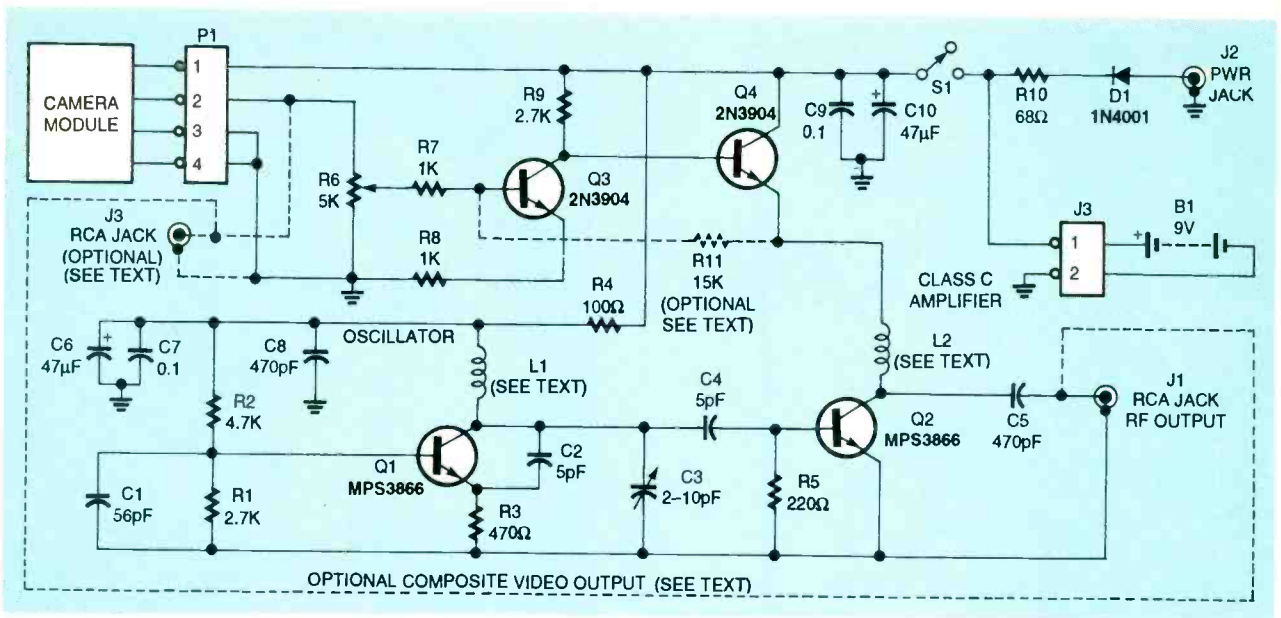 P1
CAMERA
MODULE
1
2
3
4
J3
RCA JACK
(OPTIONAL)
(SEE TEXT)
R6
5K
R7
1K
R8
1K
R9
2.7K
Q3
2N3904
Q4
2N3904
C9
0.1
+
C10
47µF
S1
R10
68Ω
D1
1N4001
J2
PWR
JACK
R11
15K
(OPTIONAL
SEE TEXT)
R4
100Ω
J3
1
2
+
B1
9V
CLASS C
AMPLIFIER
OSCILLATOR
C6
47µF
+
C7
0.1
C8
470pF
L1
(SEE TEXT)
L2
(SEE TEXT)
R2
4.7K
C1
56pF
R1
2.7K
Q1
MPS3866
R3
470Ω
C2
5pF
C3
2–10pF
C4
5pF
R5
220Ω
Q2
MPS3866
C5
470pF
J1
RCA JACK
RF OUTPUT
OPTIONAL COMPOSITE VIDEO OUTPUT (SEE TEXT)